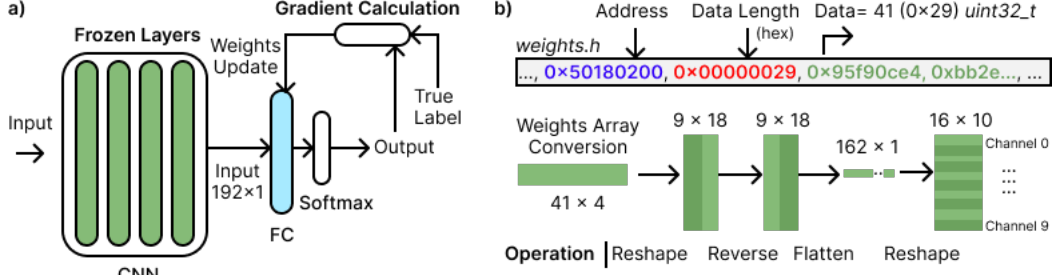 a)
Gradient Calculation
Frozen Layers
Weights
Update
True
Label
Input
Input
192×1
Output
Softmax
FC
CNN
b)
Address
Data Length
(hex)
Data= 41 (0×29) uint32_t
weights.h
..., 0×50180200, 0×00000029, 0×95f90ce4, 0xbb2e..., ...
Weights Array
Conversion
41 × 4
9 × 18
9 × 18
162 × 1
16 × 10
Channel 0
...
...
...
Channel 9
Operation | Reshape Reverse Flatten Reshape